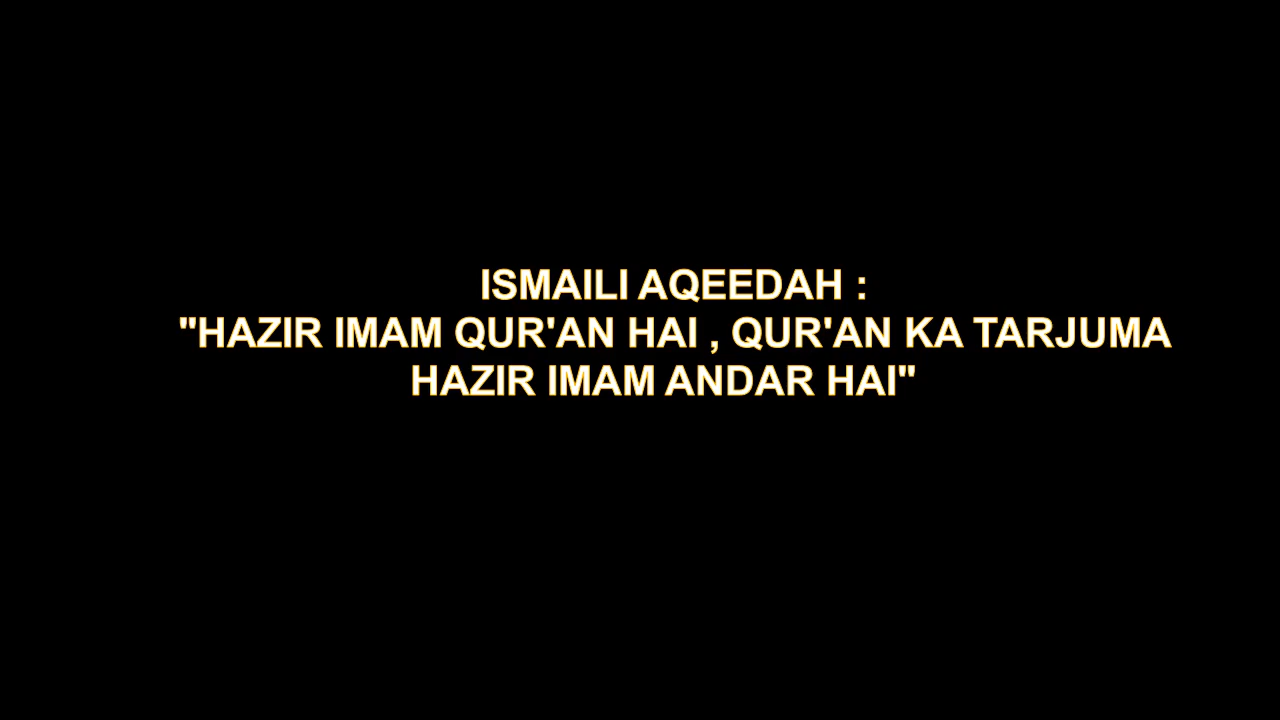 ISMAILI AQEEDAH :
"HAZIR IMAM QUR'AN HAI , QUR'AN KA TARJUMA
HAZIR IMAM ANDAR HAI"